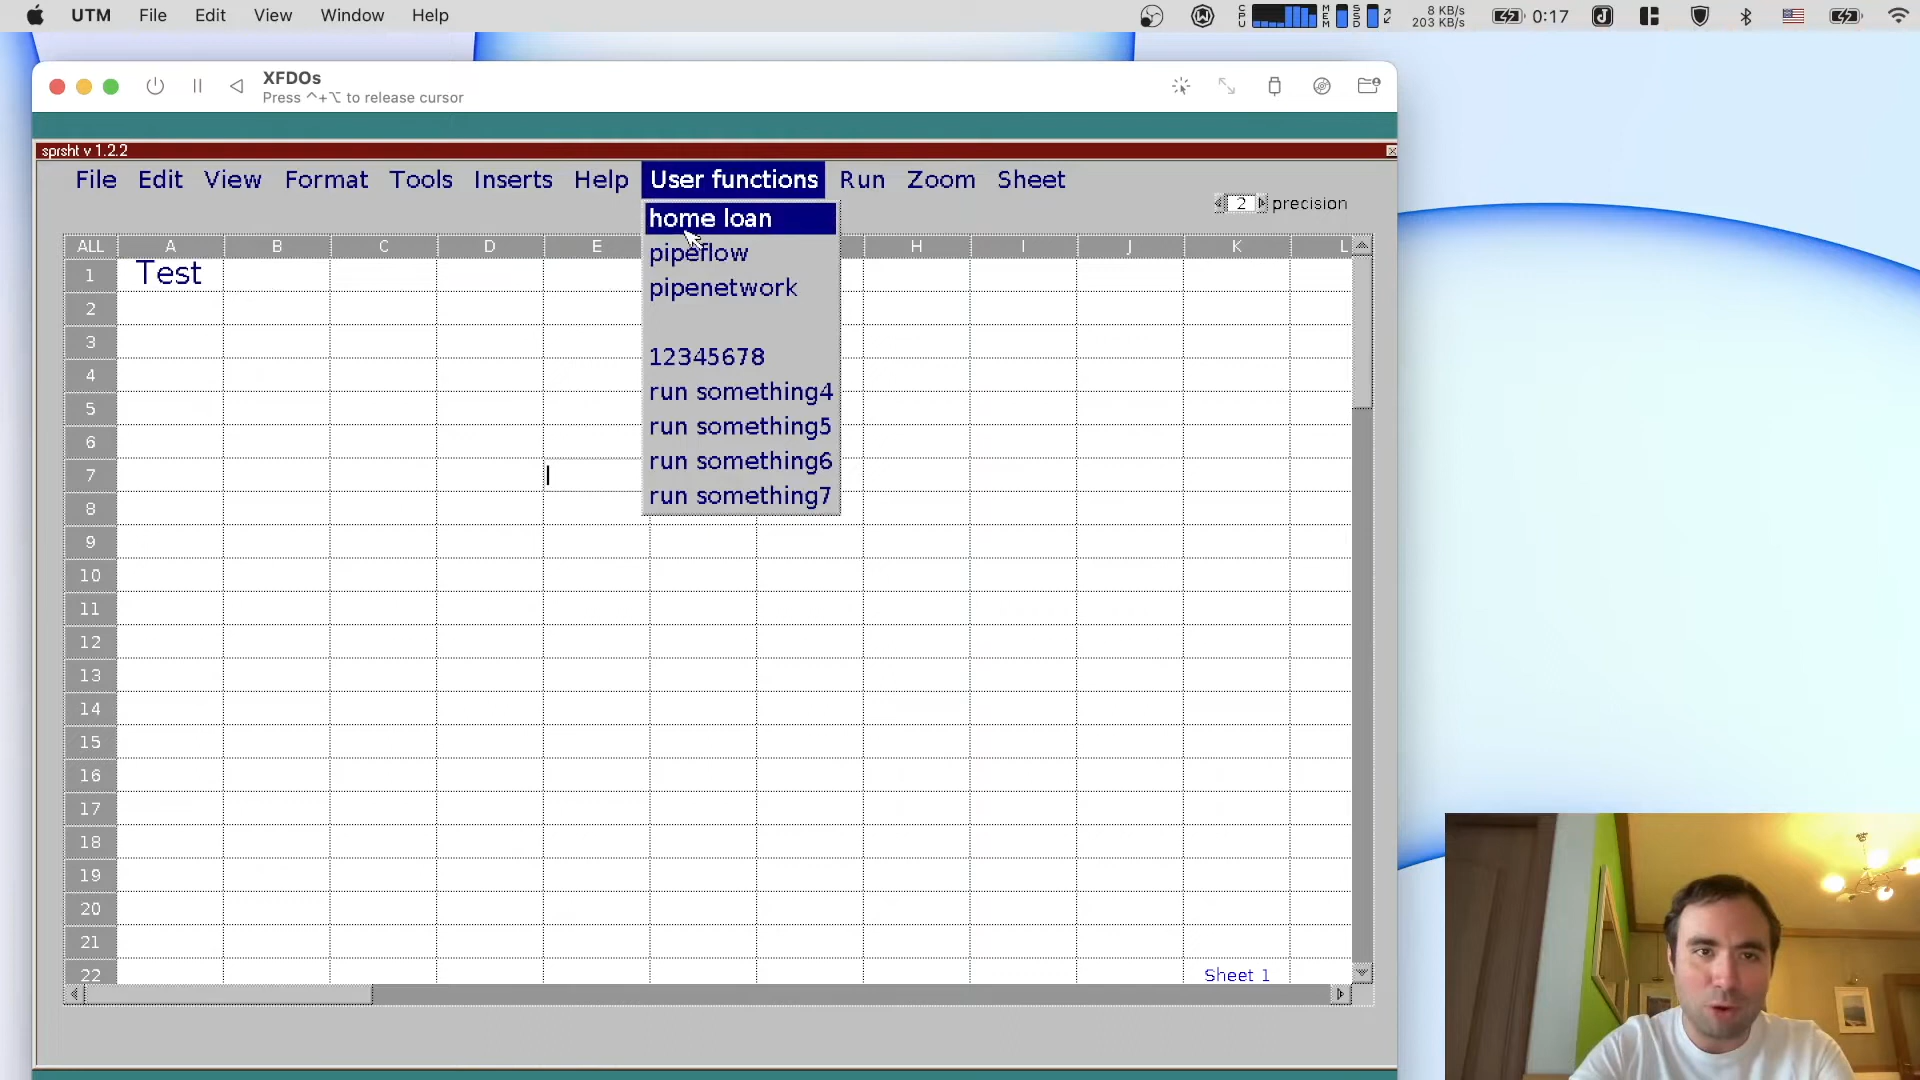 UTM File Edit View Window Help
CPU MEM SSD 8 KB/s 203 KB/s 0:17
XFDOs
Press ^+⌥ to release cursor
sprsht v 1.2.2
File Edit View Format Tools Inserts Help User functions Run Zoom Sheet
2 precision
home loan
pipeflow
pipenetwork
12345678
run something4
run something5
run something6
run something7
ALL A B C D E H I J K L
1 Test
2
3
4
5
6
7
8
9
10
11
12
13
14
15
16
17
18
19
20
21
22
Sheet 1